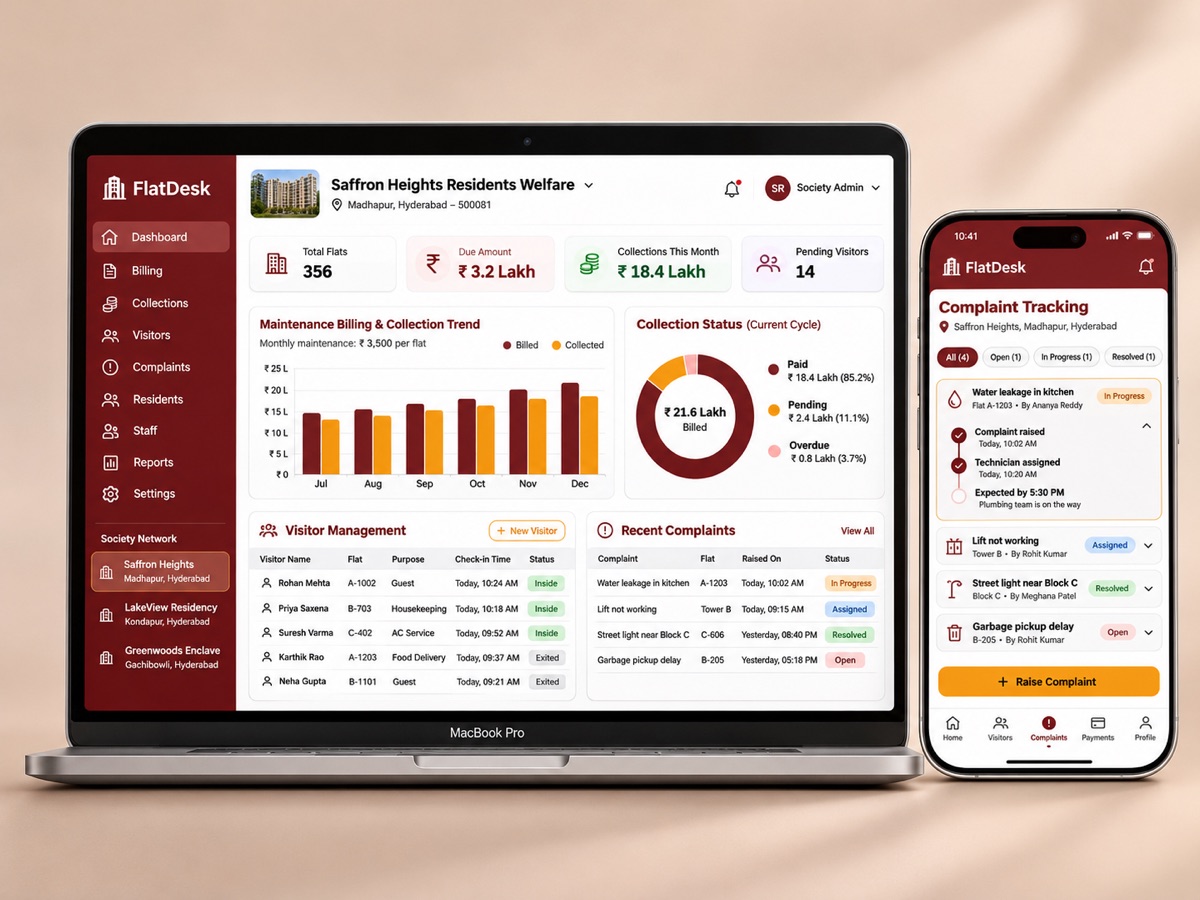 FlatDesk
Dashboard
Billing
Collections
Visitors
Complaints
Residents
Staff
Reports
Settings
Society Network
Saffron Heights
Madhapur, Hyderabad
LakeView Residency
Kondapur, Hyderabad
Greenwoods Enclave
Gachibowli, Hyderabad
Saffron Heights Residents Welfare
Madhapur, Hyderabad – 500081
SR Society Admin
Total Flats
356
₹ Due Amount
₹ 3.2 Lakh
Collections This Month
₹ 18.4 Lakh
Pending Visitors
14
Maintenance Billing & Collection Trend
Monthly maintenance: ₹ 3,500 per flat
Billed Collected
₹ 25 L
₹ 20 L
₹ 15 L
₹ 10 L
₹ 5 L
₹ 0
Jul Aug Sep Oct Nov Dec
Collection Status (Current Cycle)
₹ 21.6 Lakh
Billed
Paid
₹ 18.4 Lakh (85.2%)
Pending
₹ 2.4 Lakh (11.1%)
Overdue
₹ 0.8 Lakh (3.7%)
Visitor Management + New Visitor
Visitor Name Flat Purpose Check-in Time Status
Rohan Mehta A-1002 Guest Today, 10:24 AM Inside
Priya Saxena B-703 Housekeeping Today, 10:18 AM Inside
Suresh Varma C-402 AC Service Today, 09:52 AM Inside
Karthik Rao A-1203 Food Delivery Today, 09:37 AM Exited
Neha Gupta B-1101 Guest Today, 09:21 AM Exited
Recent Complaints View All
Complaint Flat Raised On Status
Water leakage in kitchen A-1203 Today, 10:02 AM In Progress
Lift not working Tower B Today, 09:15 AM Assigned
Street light near Block C C-606 Yesterday, 08:40 PM Resolved
Garbage pickup delay B-205 Yesterday, 05:18 PM Open
MacBook Pro
10:41
FlatDesk
Complaint Tracking
Saffron Heights, Madhapur, Hyderabad
All (4) Open (1) In Progress (1) Resolved (1)
Water leakage in kitchen In Progress
Flat A-1203 • By Ananya Reddy
Complaint raised
Today, 10:02 AM
Technician assigned
Today, 10:20 AM
Expected by 5:30 PM
Plumbing team is on the way
Lift not working Assigned
Tower B • By Rohit Kumar
Street light near Block C Resolved
Block C • By Meghana Patel
Garbage pickup delay Open
B-205 • By Rohit Kumar
+ Raise Complaint
Home Visitors Complaints Payments Profile